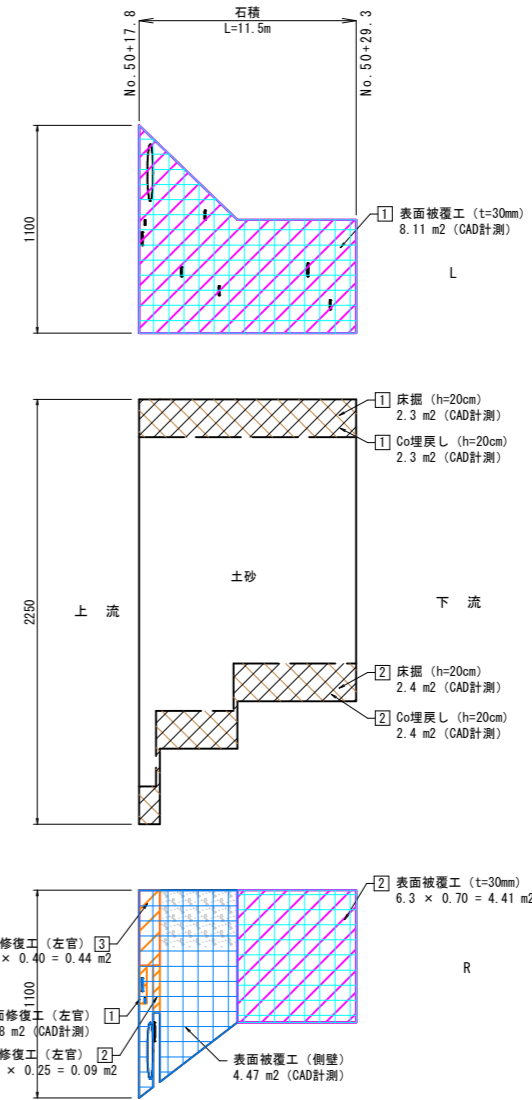 石積
L=11.5m
No.50+17.8
No.50+29.3
1100
1 表面被覆工 (t=30mm)
8.11 m2 (CAD計測)
L
1 床掘 (h=20cm)
2.3 m2 (CAD計測)
1 Co埋戻し (h=20cm)
2.3 m2 (CAD計測)
2250
上 流
土砂
下 流
2 床掘 (h=20cm)
2.4 m2 (CAD計測)
2 Co埋戻し (h=20cm)
2.4 m2 (CAD計測)
2 表面被覆工 (t=30mm)
6.3 × 0.70 = 4.41 m2
R
1100
修復工 (左官) 3
× 0.40 = 0.44 m2
面修復工 (左官) 1
8 m2 (CAD計測)
修復工 (左官) 2
× 0.25 = 0.09 m2
表面被覆工 (側壁)
4.47 m2 (CAD計測)